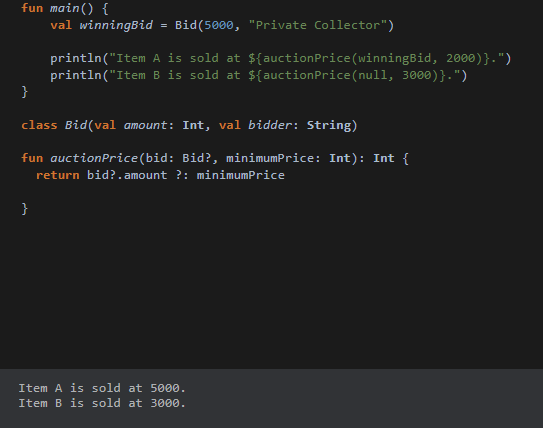 fun main() {
    val winningBid = Bid(5000, "Private Collector")
    println("Item A is sold at ${auctionPrice(winningBid, 2000)}.")
    println("Item B is sold at ${auctionPrice(null, 3000)}.")
}
class Bid(val amount: Int, val bidder: String)
fun auctionPrice(bid: Bid?, minimumPrice: Int): Int {
  return bid?.amount ?: minimumPrice
}
Item A is sold at 5000.
Item B is sold at 3000.